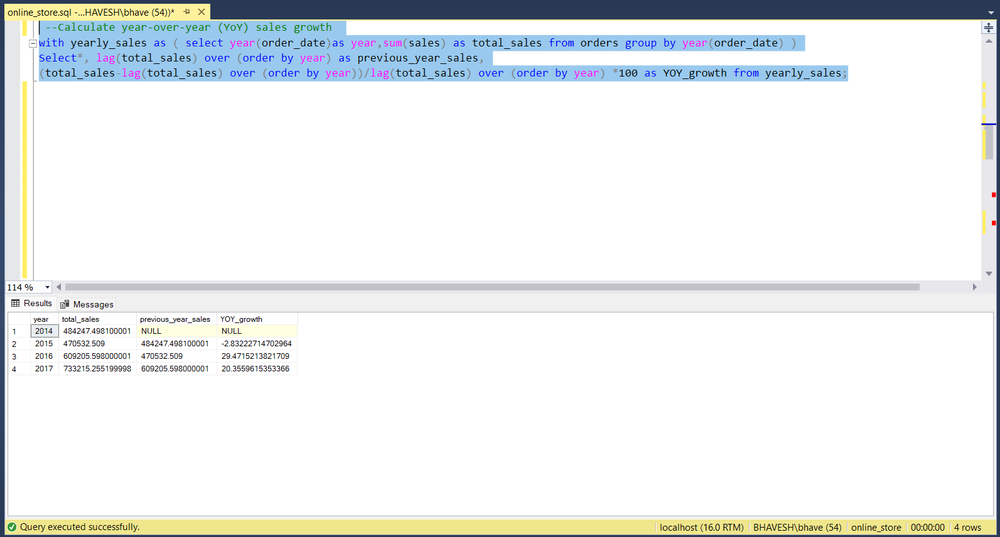 online_store.sql -...HAVESH\bhave (54))*
--Calculate year-over-year (YoY) sales growth
with yearly_sales as ( select year(order_date)as year,sum(sales) as total_sales from orders group by year(order_date) )
Select*, lag(total_sales) over (order by year) as previous_year_sales,
(total_sales-lag(total_sales) over (order by year))/lag(total_sales) over (order by year) *100 as YOY_growth from yearly_sales;
114 %
Results Messages
year total_sales previous_year_sales YOY_growth
1 2014 484247.498100001 NULL NULL
2 2015 470532.509 484247.498100001 -2.83222714702964
3 2016 609205.598000001 470532.509 29.4715213821709
4 2017 733215.255199998 609205.598000001 20.3559615353366
Query executed successfully. localhost (16.0 RTM) BHAVESH\bhave (54) online_store 00:00:00 4 rows